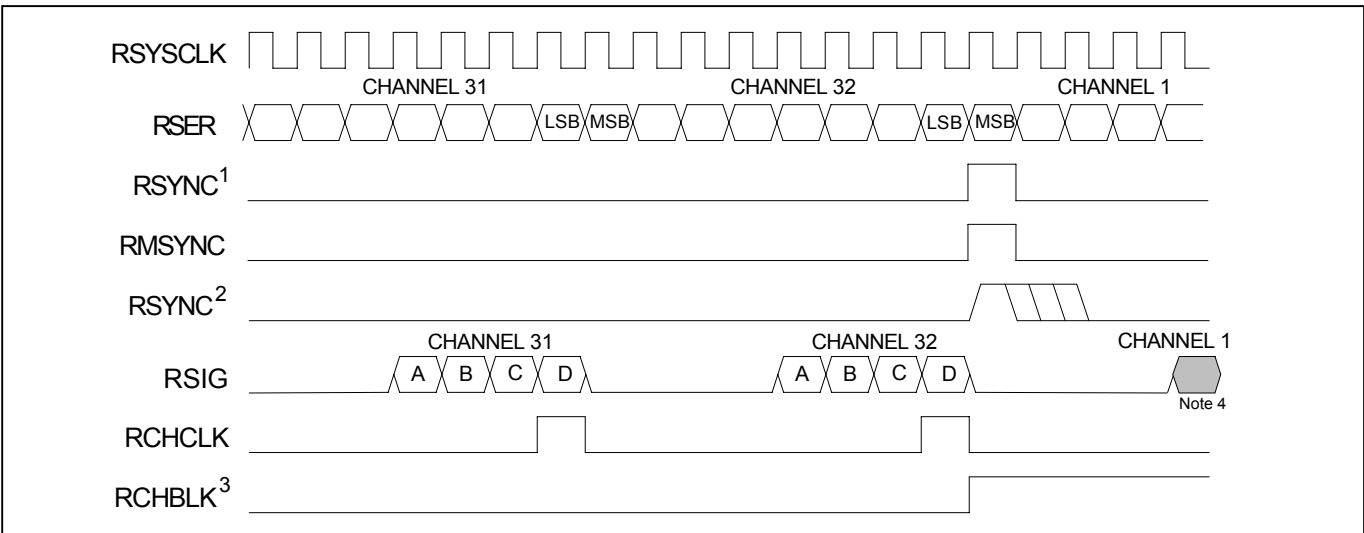 RSYSCLK
CHANNEL 31 CHANNEL 32 CHANNEL 1
RSER LSB MSB LSB MSB
RSYNC1
RMSYNC
RSYNC2
CHANNEL 31 CHANNEL 32 CHANNEL 1
RSIG A B C D A B C D
Note 4
RCHCLK
RCHBLK3